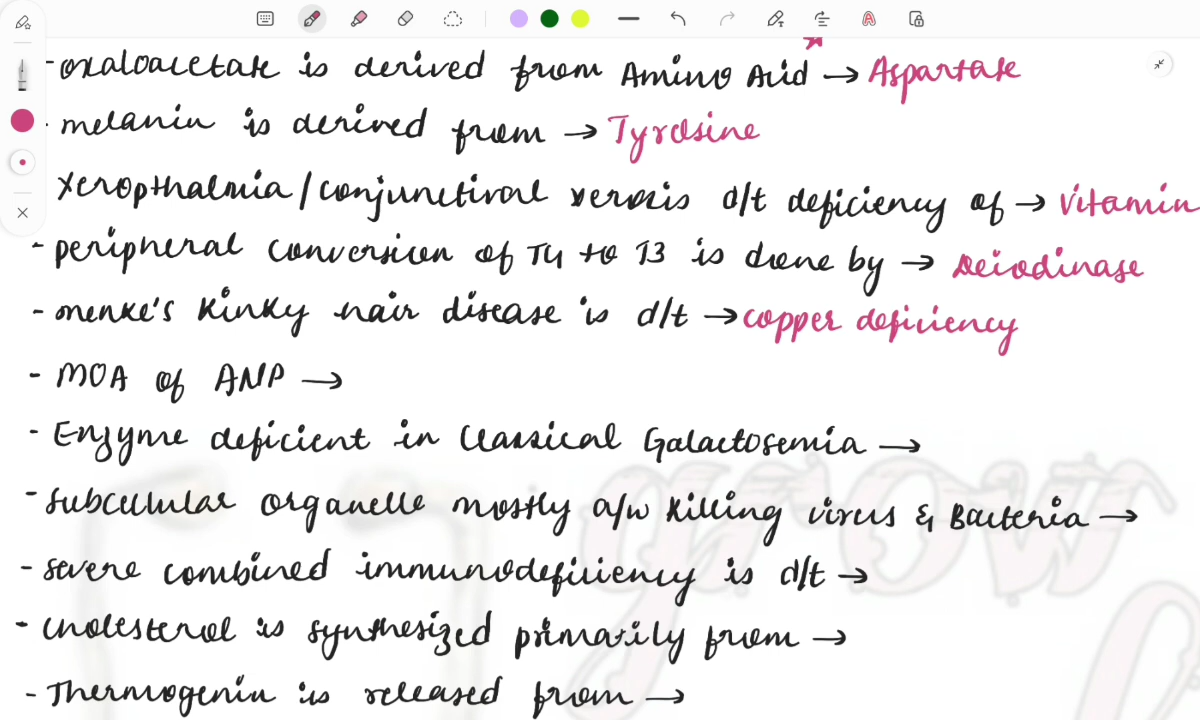 - oxaloacetate is derived from Amino Acid → Aspartate
- melanin is derived from → Tyrosine
xeropthalmia/conjunctival xerosis d/t deficiency of → vitamin
- peripheral conversion of T4 to T3 is done by → Deiodinase
- menke's kinky hair disease is d/t → copper deficiency
- MOA of ANP →
- Enzyme deficient in classical Galactosemia →
- subcellular organelle mostly a/w killing virus & Bacteria →
- severe combined immunodeficiency is d/t →
- cholesterol is synthesized primarily from →
- Thermogenin is released from →
grow